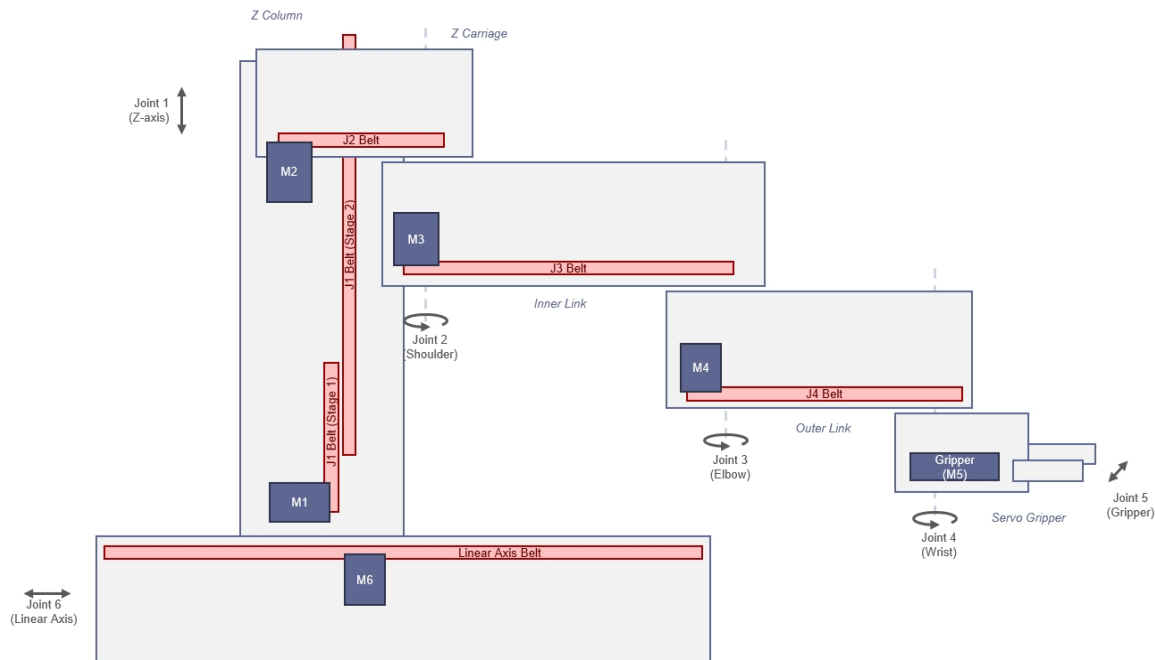 Z Column
Z Carriage
Joint 1
(Z-axis)
J2 Belt
M2
J1 Belt (Stage 2)
M3
J3 Belt
Inner Link
Joint 2
(Shoulder)
J1 Belt (Stage 1)
M4
J4 Belt
Outer Link
Joint 3
(Elbow)
Gripper
(M5)
M1
Joint 5
(Gripper)
Servo Gripper
Joint 4
(Wrist)
Linear Axis Belt
M6
Joint 6
(Linear Axis)